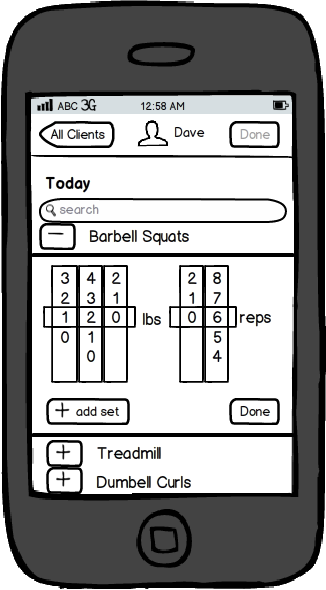 ABC 3G 12:58 AM
All Clients Dave Done
Today
search
− Barbell Squats
3 4 2 2 8
2 3 1 1 7
1 2 0 lbs 0 6 reps
0 1 5
0 4
+ add set Done
+ Treadmill
+ Dumbell Curls